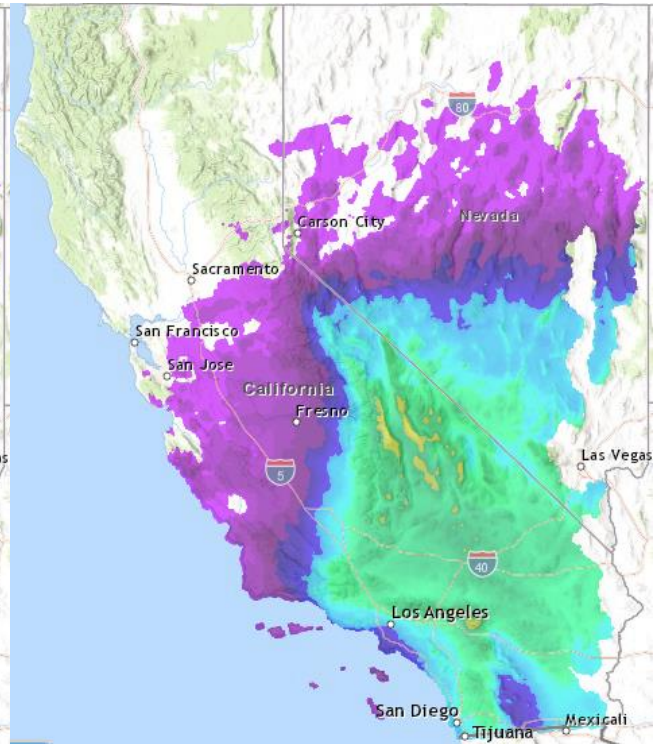 80
Carson City
Nevada
Sacramento
San Francisco
San Jose
California
Fresno
as
Las Vegas
5
40
Los Angeles
San Diego
Mexicali
Tijuana